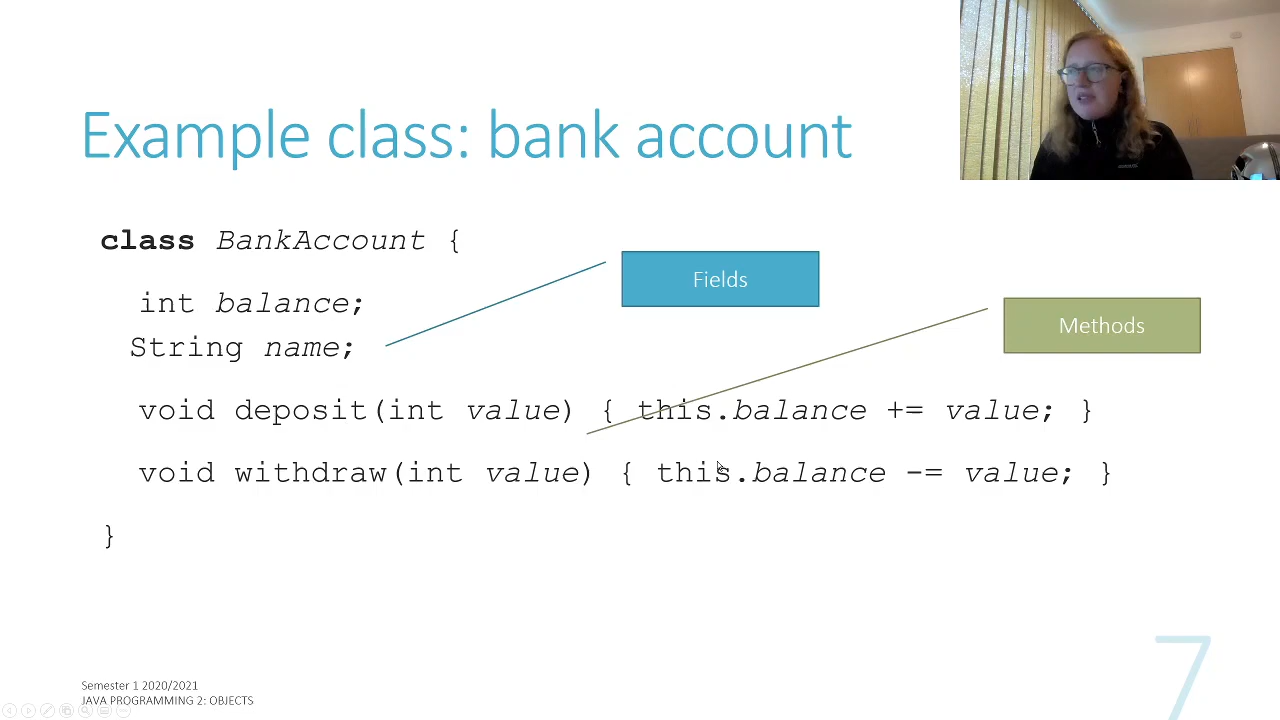 Example class: bank account
class BankAccount {
Fields
int balance;
Methods
String name;
void deposit(int value) { this.balance += value; }
void withdraw(int value) { this.balance -= value; }
}
7
Semester 1 2020/2021
JAVA PROGRAMMING 2: OBJECTS